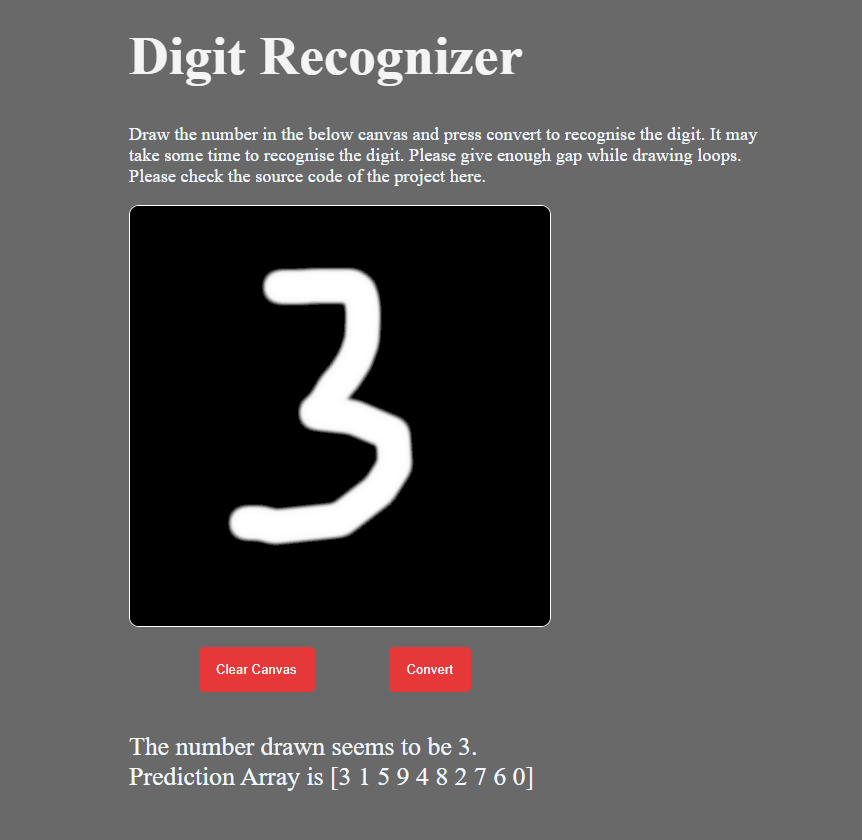 Digit Recognizer
Draw the number in the below canvas and press convert to recognise the digit. It may
take some time to recognise the digit. Please give enough gap while drawing loops.
Please check the source code of the project here.
3
Clear Canvas Convert
The number drawn seems to be 3.
Prediction Array is [3 1 5 9 4 8 2 7 6 0]